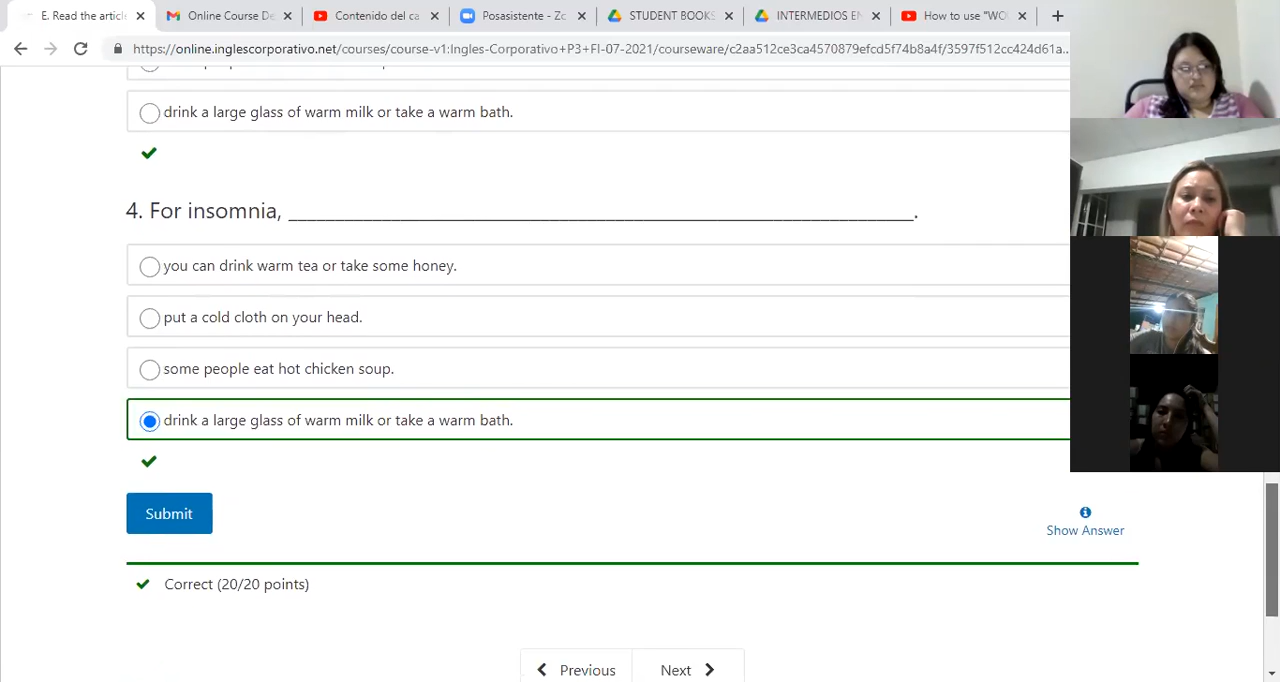 E. Read the article
Online Course De
Contenido del ca
Posasistente - Zo
STUDENT BOOKS
INTERMEDIOS EN
How to use "WO
https://online.inglescorporativo.net/courses/course-v1:Ingles-Corporativo+P3+FI-07-2021/courseware/c2aa512ce3ca4570879efcd5f74b8a4f/3597f512cc424d61a...
drink a large glass of warm milk or take a warm bath.
4. For insomnia, ______________________________________________________.
you can drink warm tea or take some honey.
put a cold cloth on your head.
some people eat hot chicken soup.
drink a large glass of warm milk or take a warm bath.
Submit
Show Answer
Correct (20/20 points)
Previous
Next